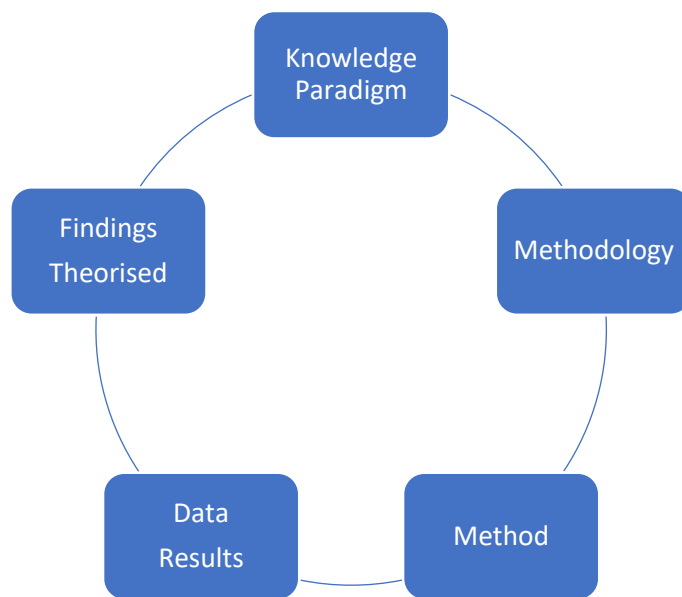 Knowledge
Paradigm
Methodology
Method
Data
Results
Findings
Theorised